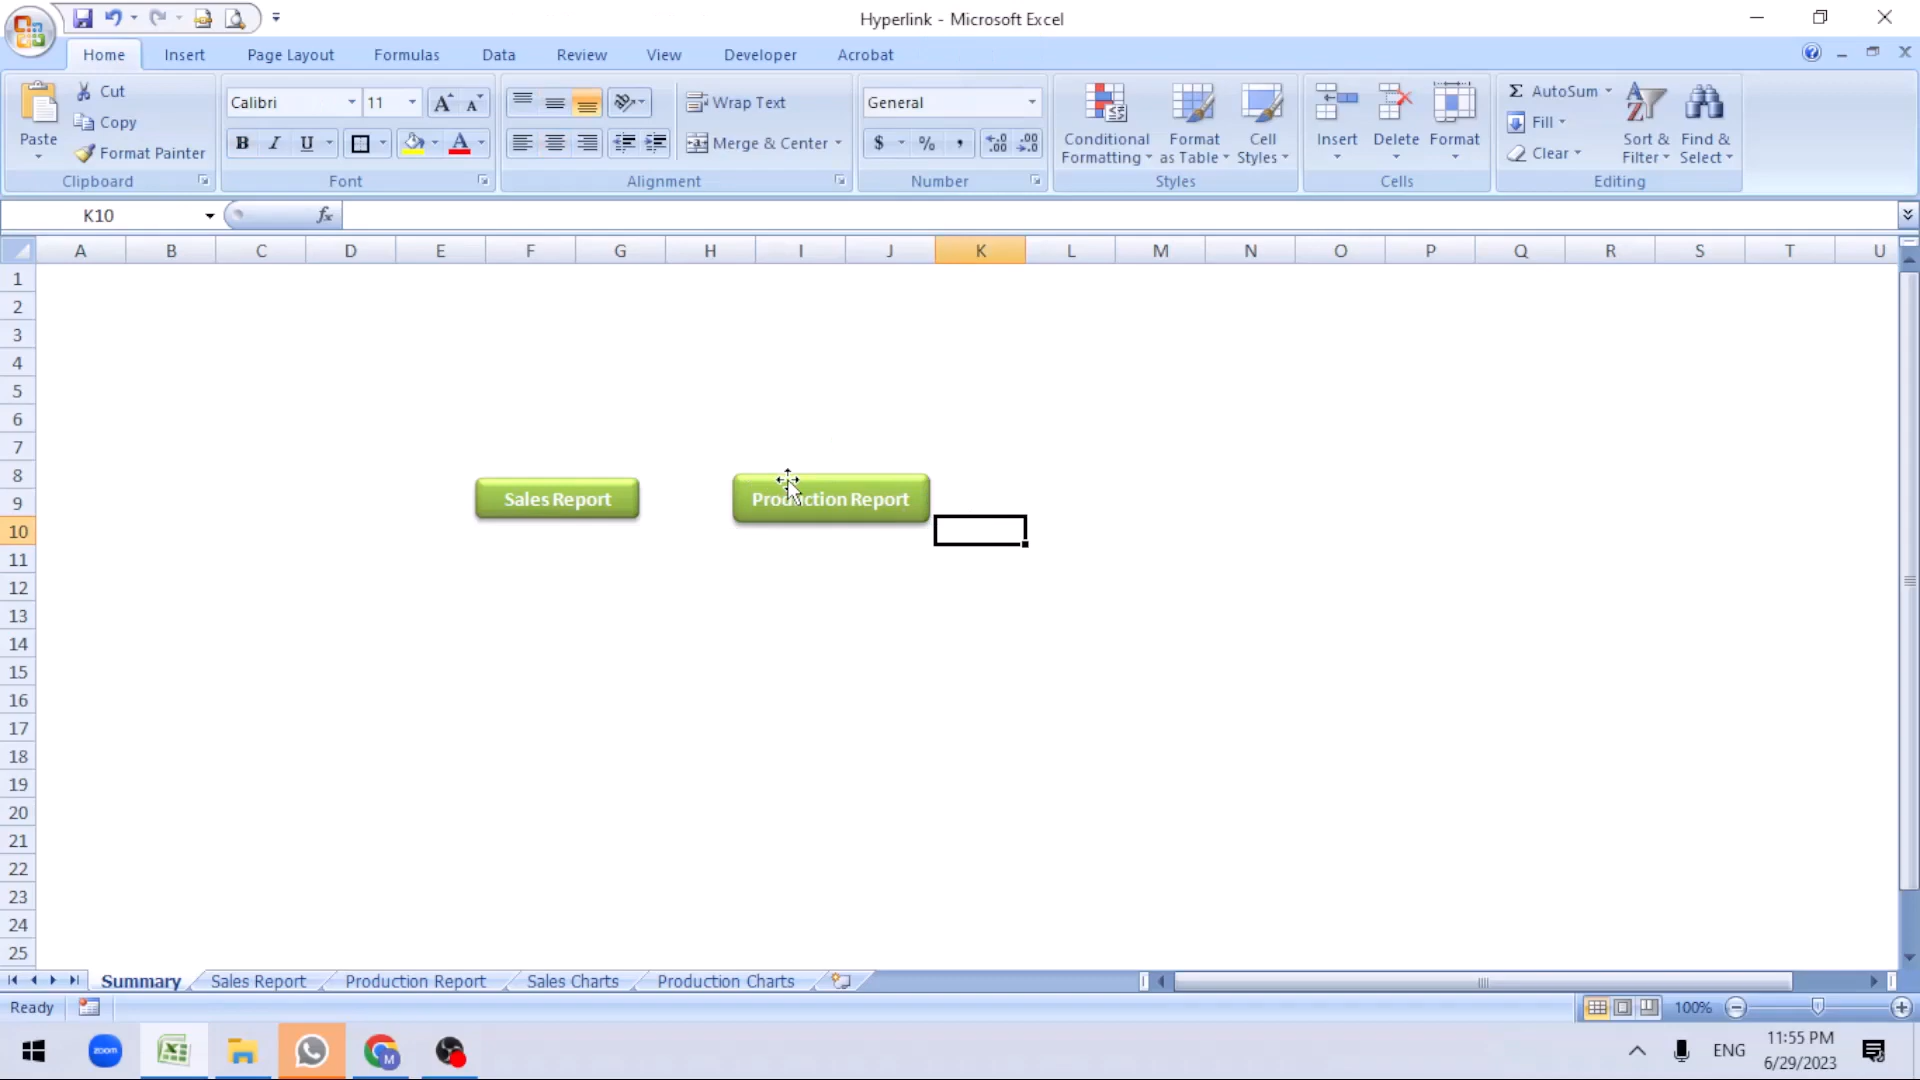 Hyperlink - Microsoft Excel
Home Insert Page Layout Formulas Data Review View Developer Acrobat
Paste Cut Copy Format Painter
Calibri 11
B I U A
Wrap Text
Merge & Center
General
$ % , .0 .00 .00 .0
Conditional Formatting Format as Table Cell Styles
Insert Delete Format
Σ AutoSum Fill Clear
Sort & Filter Find & Select
Clipboard Font Alignment Number Styles Cells Editing
K10 fx
A B C D E F G H I J K L M N O P Q R S T U
1
2
3
4
5
6
7
8
9
Sales Report Production Report
10
11
12
13
14
15
16
17
18
19
20
21
22
23
24
25
Summary Sales Report Production Report Sales Charts Production Charts
Ready 100%
zoom M ENG 11:55 PM
6/29/2023